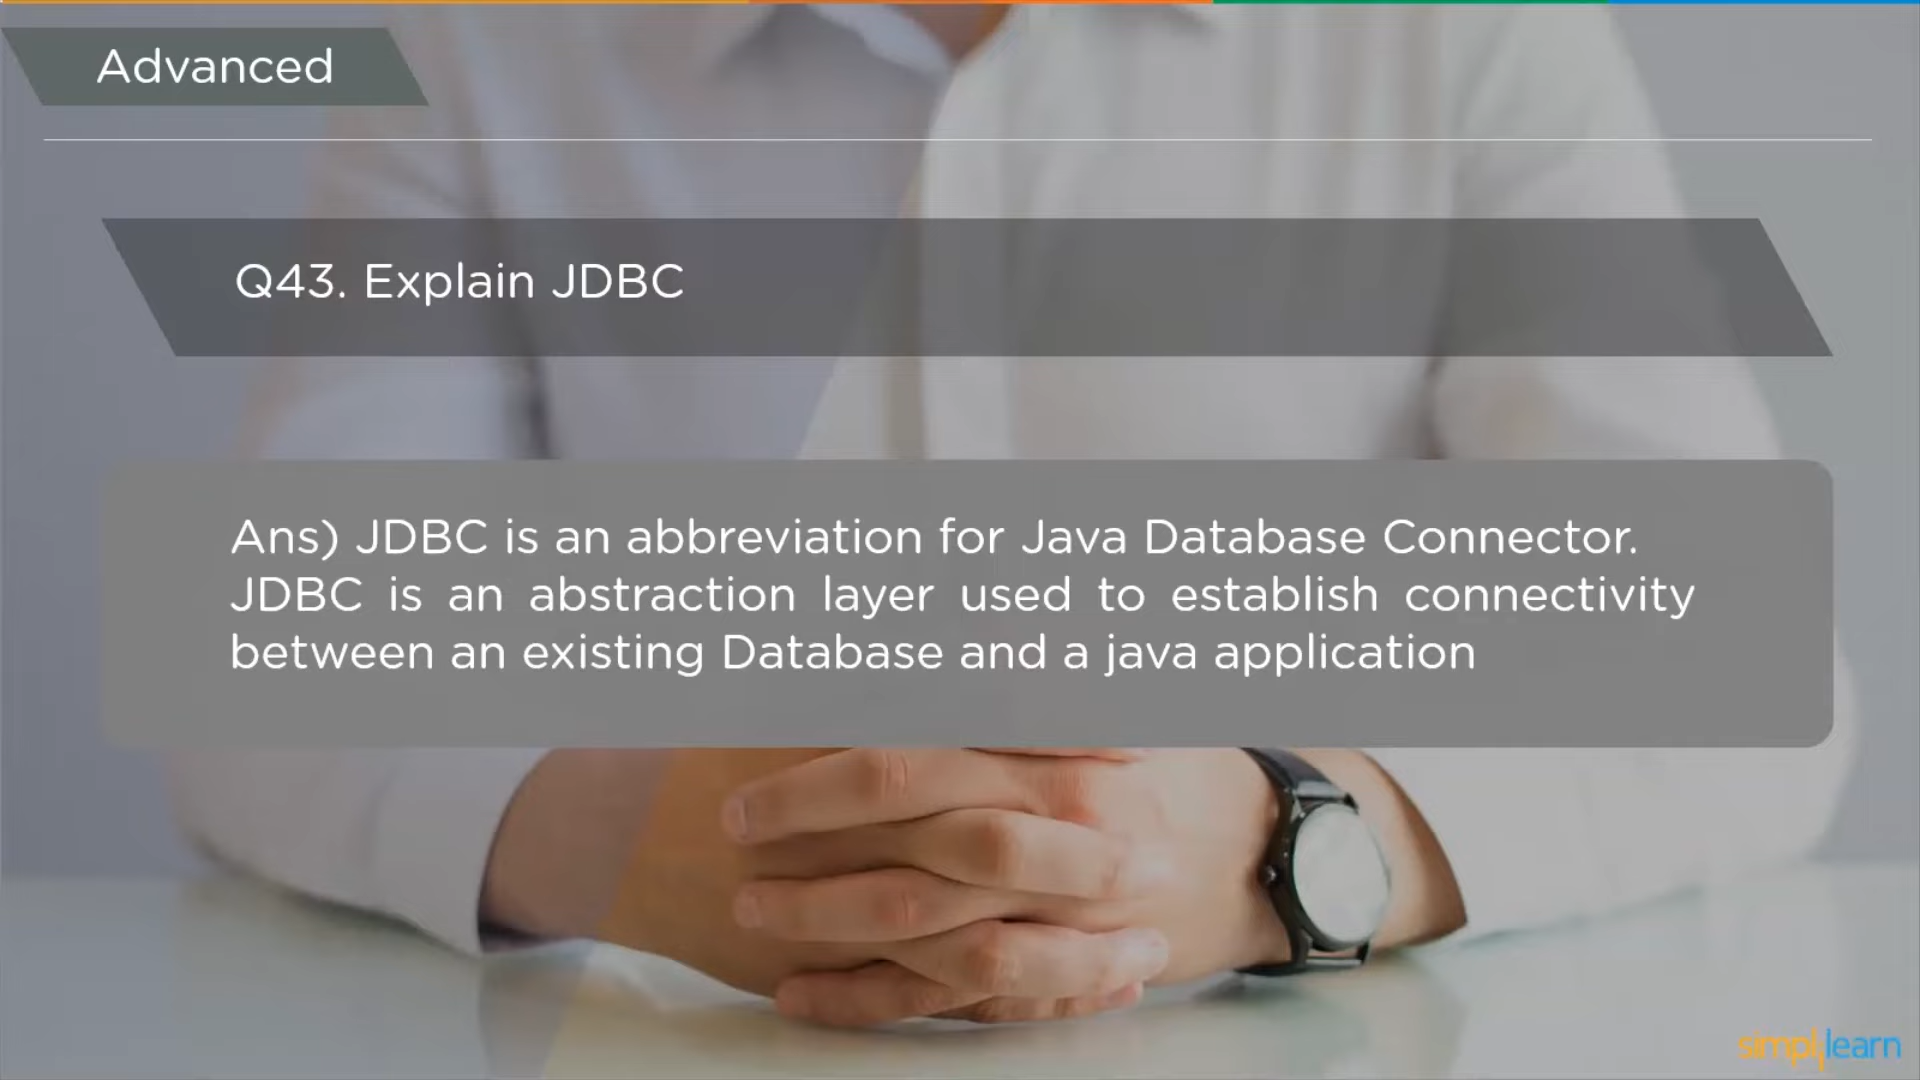 Advanced
Q43. Explain JDBC
Ans) JDBC is an abbreviation for Java Database Connector.
JDBC is an abstraction layer used to establish connectivity
between an existing Database and a java application
simplilearn